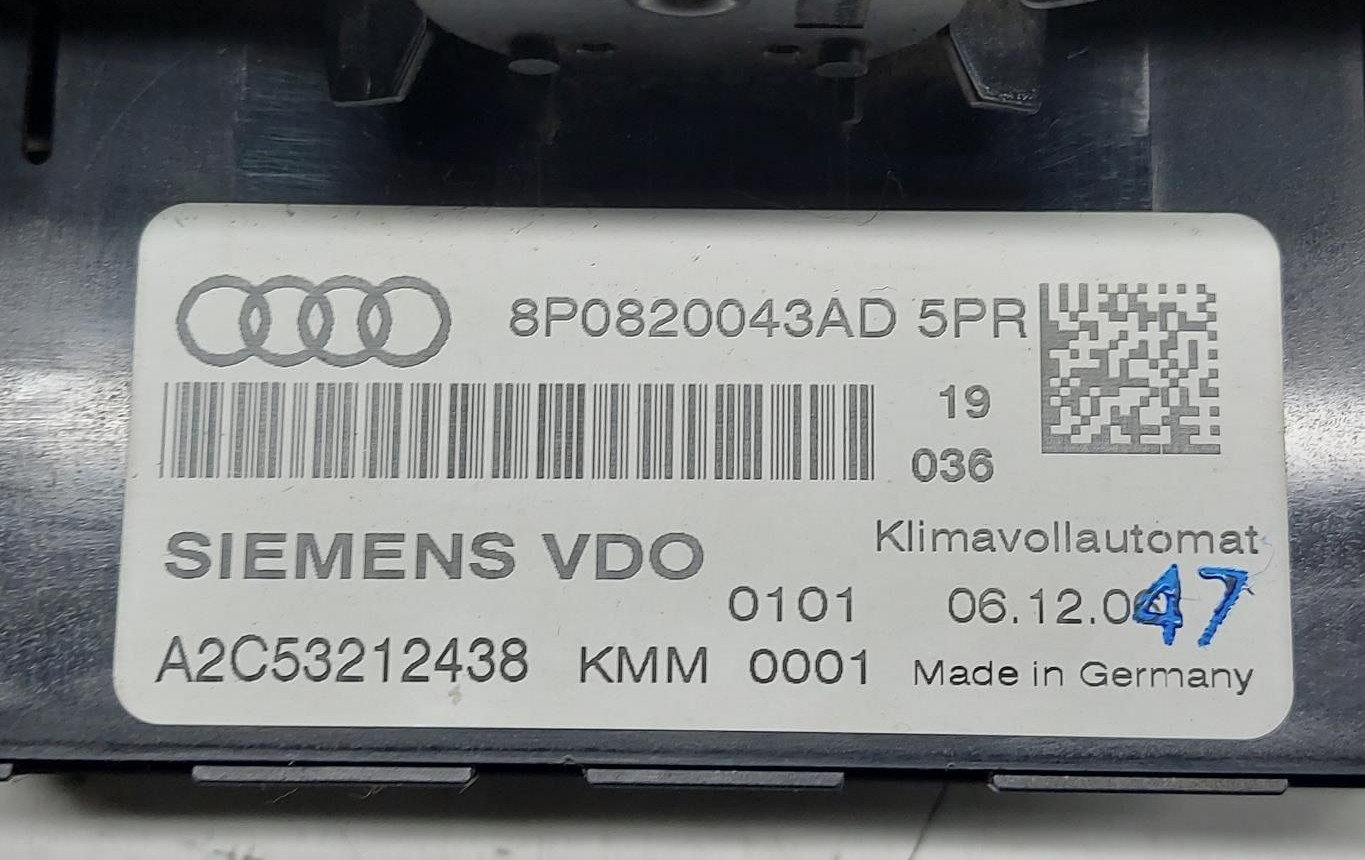 8P0820043AD 5PR
19
036
SIEMENS VDO
Klimavollautomat
0101
47
A2C53212438 KMM 0001
Made in Germany